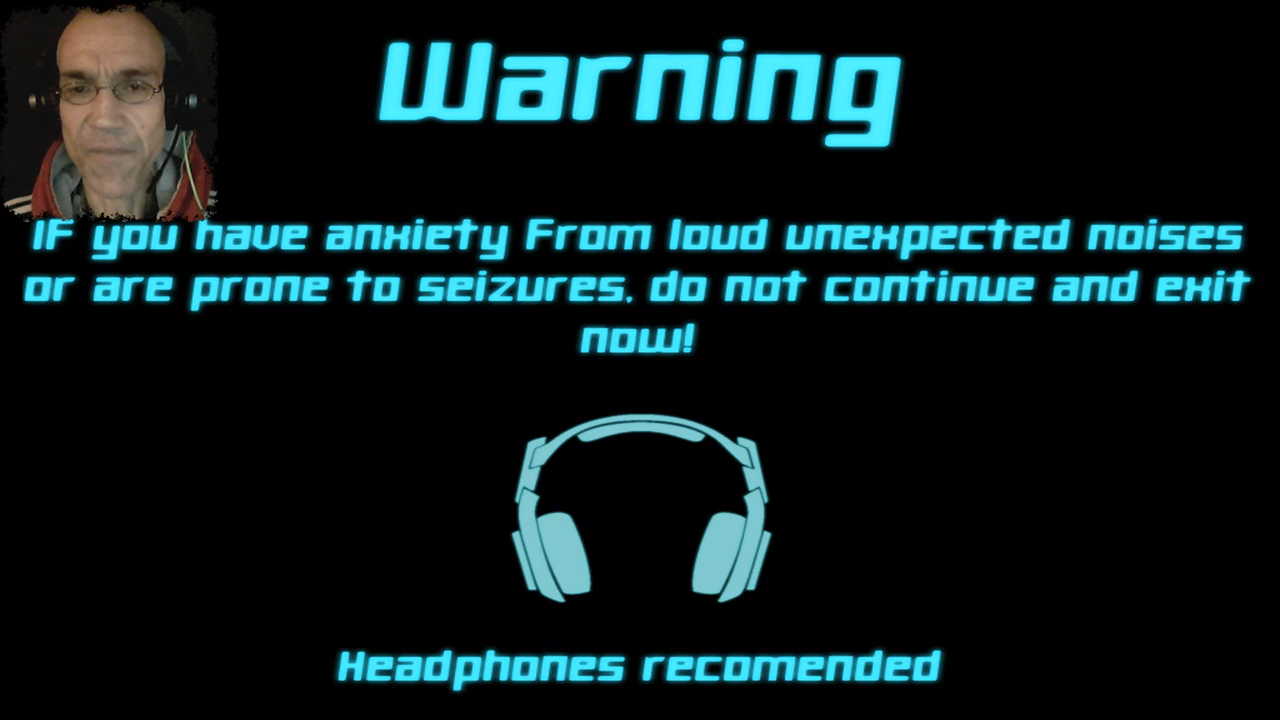 Warning
IF you have anxiety From loud unexpected noises
or are prone to seizures, do not continue and exit
now!
Headphones recomended